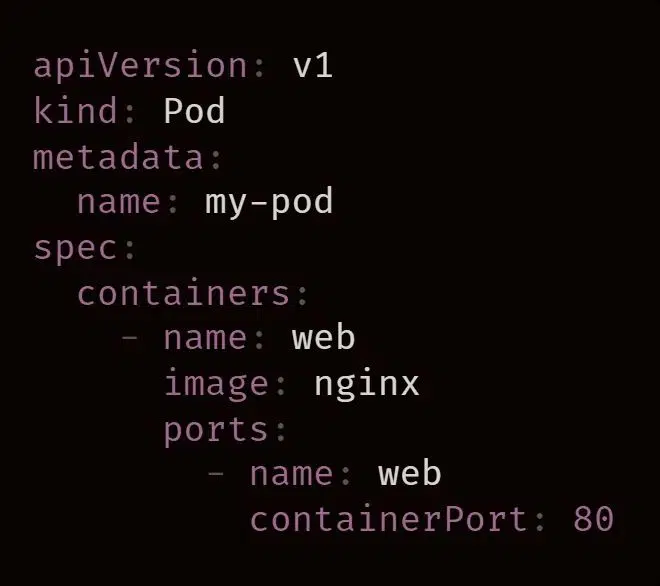 apiVersion: v1
kind: Pod
metadata:
  name: my-pod
spec:
  containers:
    - name: web
      image: nginx
      ports:
        - name: web
          containerPort: 80